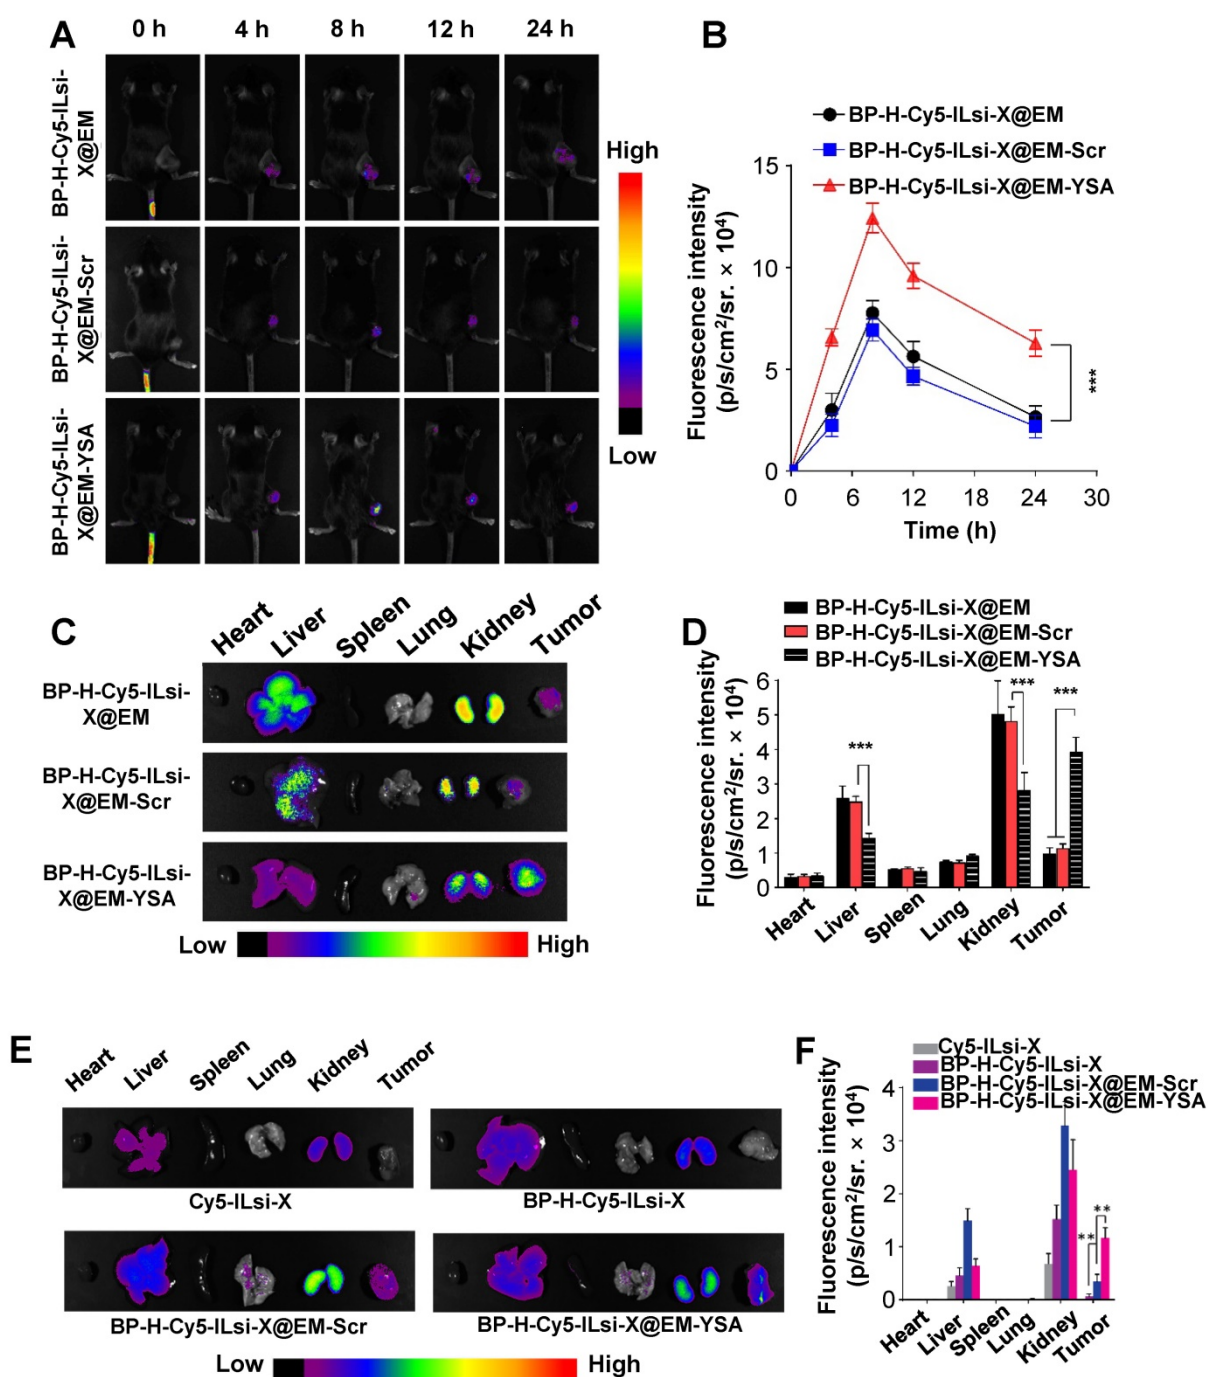 A
0 h 4 h 8 h 12 h 24 h
BP-H-Cy5-ILsi-
X@EM
BP-H-Cy5-ILsi-
X@EM-Scr
BP-H-Cy5-ILsi-
X@EM-YSA
High
Low
B
BP-H-Cy5-ILsi-X@EM
BP-H-Cy5-ILsi-X@EM-Scr
BP-H-Cy5-ILsi-X@EM-YSA
Fluorescence intensity
(p/s/cm²/sr. × 10⁴)
15
10
5
0
0 6 12 18 24 30
Time (h)
***
C
Heart Liver Spleen Lung Kidney Tumor
BP-H-Cy5-ILsi-
X@EM
BP-H-Cy5-ILsi-
X@EM-Scr
BP-H-Cy5-ILsi-
X@EM-YSA
Low High
D
BP-H-Cy5-ILsi-X@EM
BP-H-Cy5-ILsi-X@EM-Scr
BP-H-Cy5-ILsi-X@EM-YSA
Fluorescence intensity
(p/s/cm²/sr. × 10⁴)
6
5
4
3
2
1
0
*** *** ***
Heart Liver Spleen Lung Kidney Tumor
E
Heart Liver Spleen Lung Kidney Tumor
Cy5-ILsi-X
BP-H-Cy5-ILsi-X
BP-H-Cy5-ILsi-X@EM-Scr
BP-H-Cy5-ILsi-X@EM-YSA
Low High
F
Cy5-ILsi-X
BP-H-Cy5-ILsi-X
BP-H-Cy5-ILsi-X@EM-Scr
BP-H-Cy5-ILsi-X@EM-YSA
Fluorescence intensity
(p/s/cm²/sr. × 10⁴)
4
3
2
1
0
** **
Heart Liver Spleen Lung Kidney Tumor